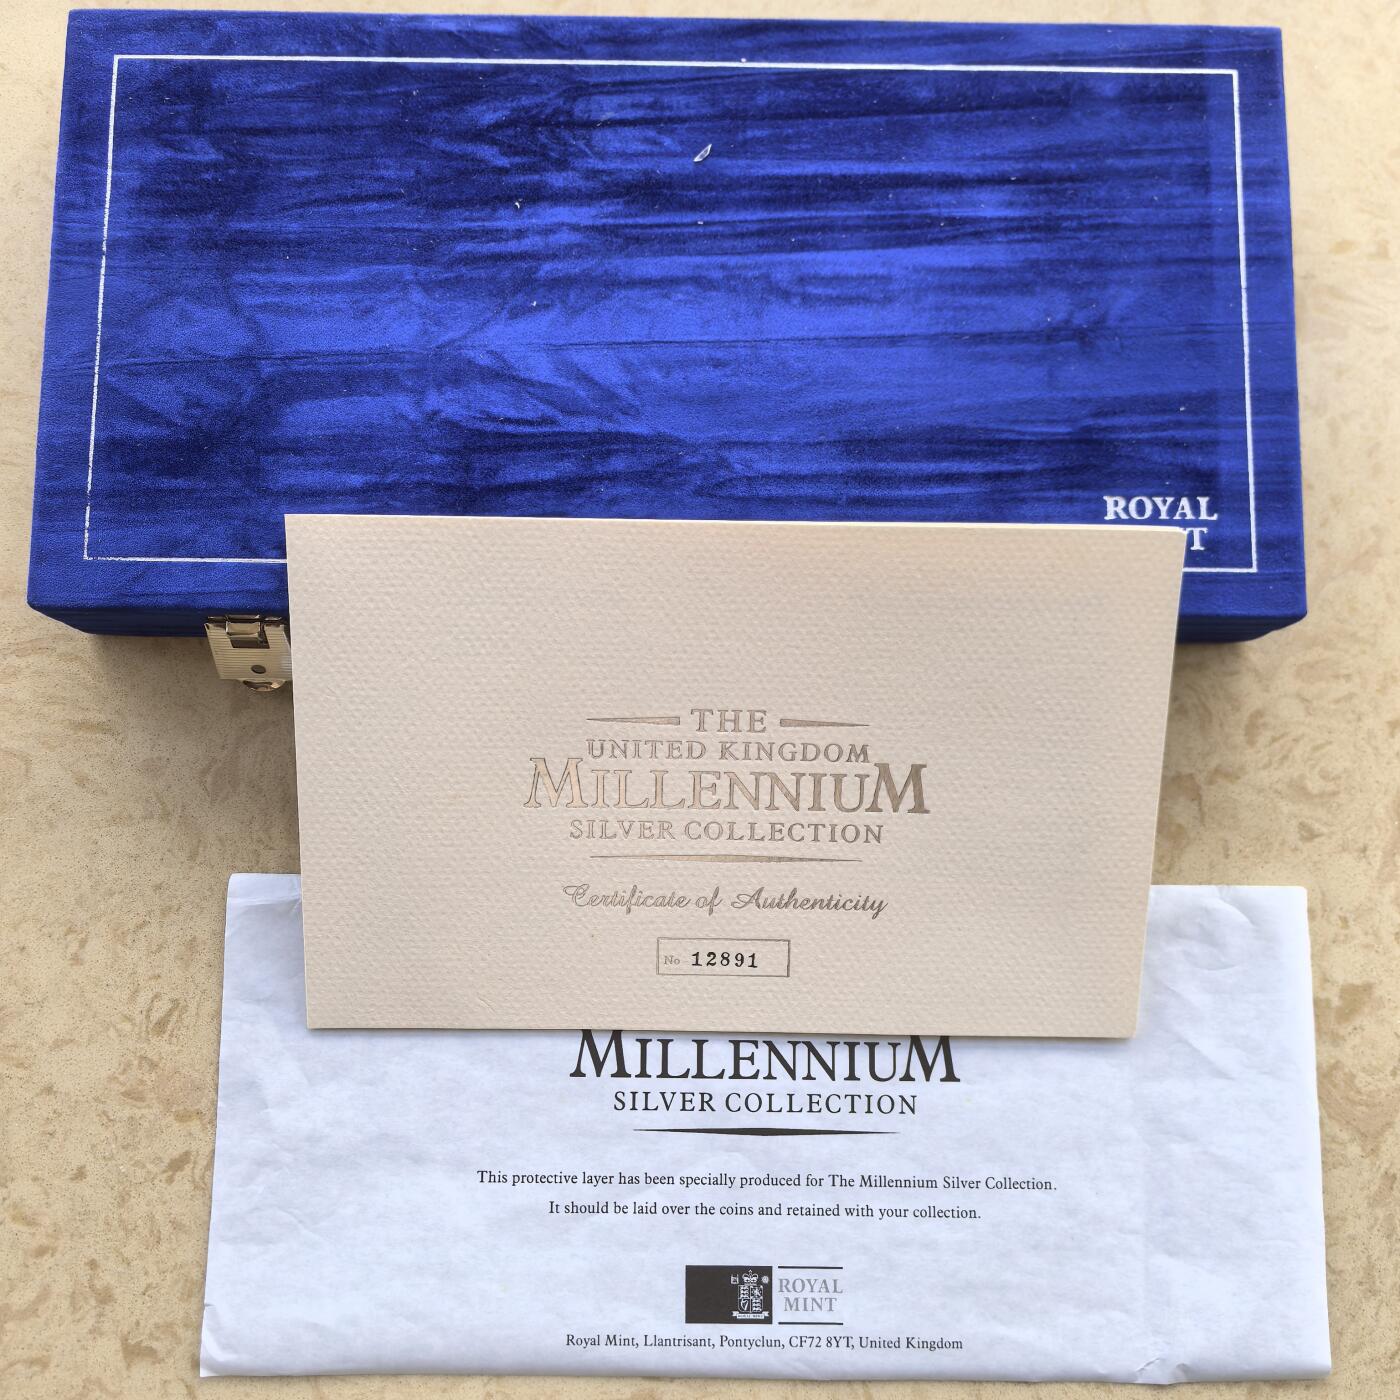 ROYAL
THE
UNITED KINGDOM
MILLENNIUM
SILVER COLLECTION
Certificate of Authenticity
No 12891
MILLENNIUM
SILVER COLLECTION
This protective layer has been specially produced for The Millennium Silver Collection.
It should be laid over the coins and retained with your collection.
ROYAL
MINT
Royal Mint, Llantrisant, Pontyclun, CF72 8YT, United Kingdom